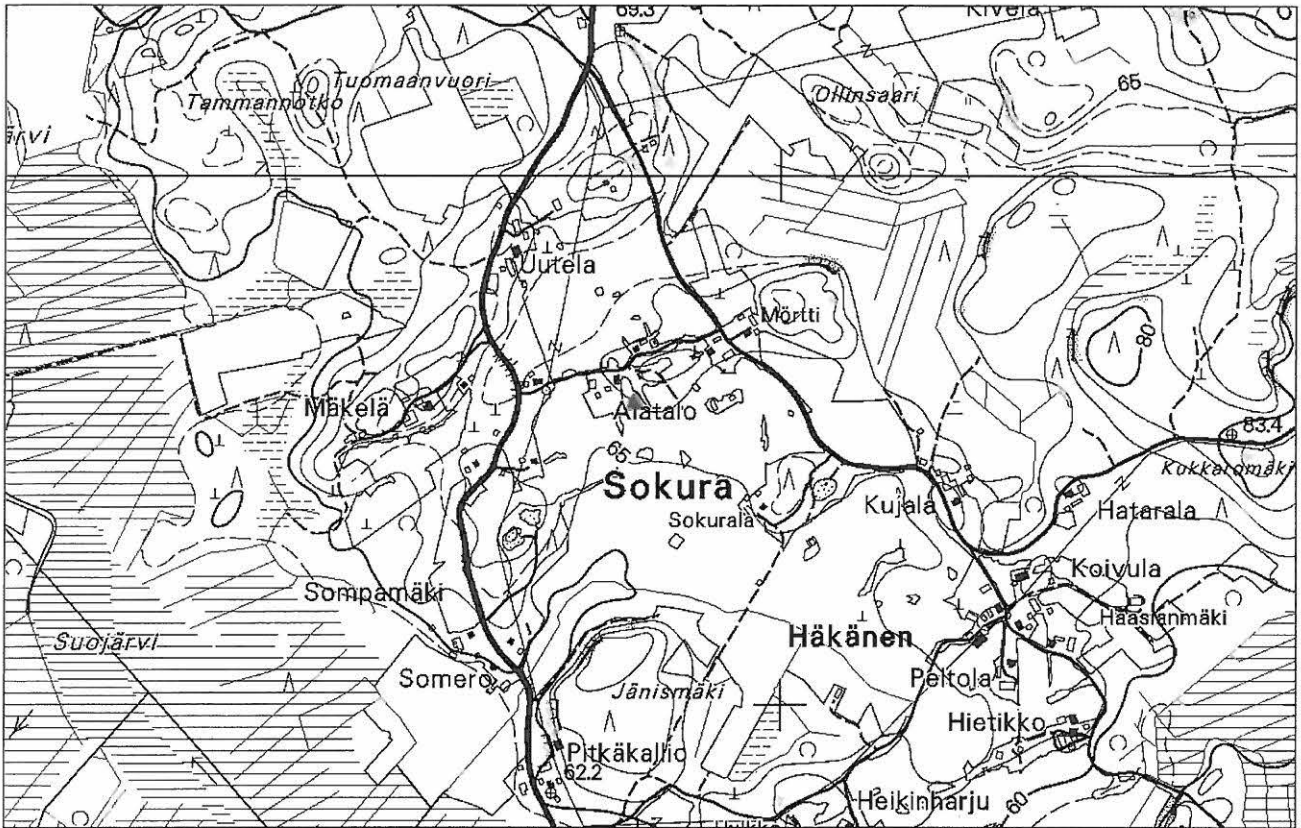 69.3
Kivelä
Tuomaanvuori
Tammannotko
Ollinsaari
65
järvi
Uutela
Mörtti
80
Mäkelä
Alatalo
83.4
65
Sokura
Kukkaromäki
Sokurala
Kujala
Hatarala
Koivula
Sompamäki
Häkänen
Haasianmäki
Suojärvi
Somero
Jänismäki
Peltola
Hietikko
Pitkäkallio
62.2
Heikinharju
60